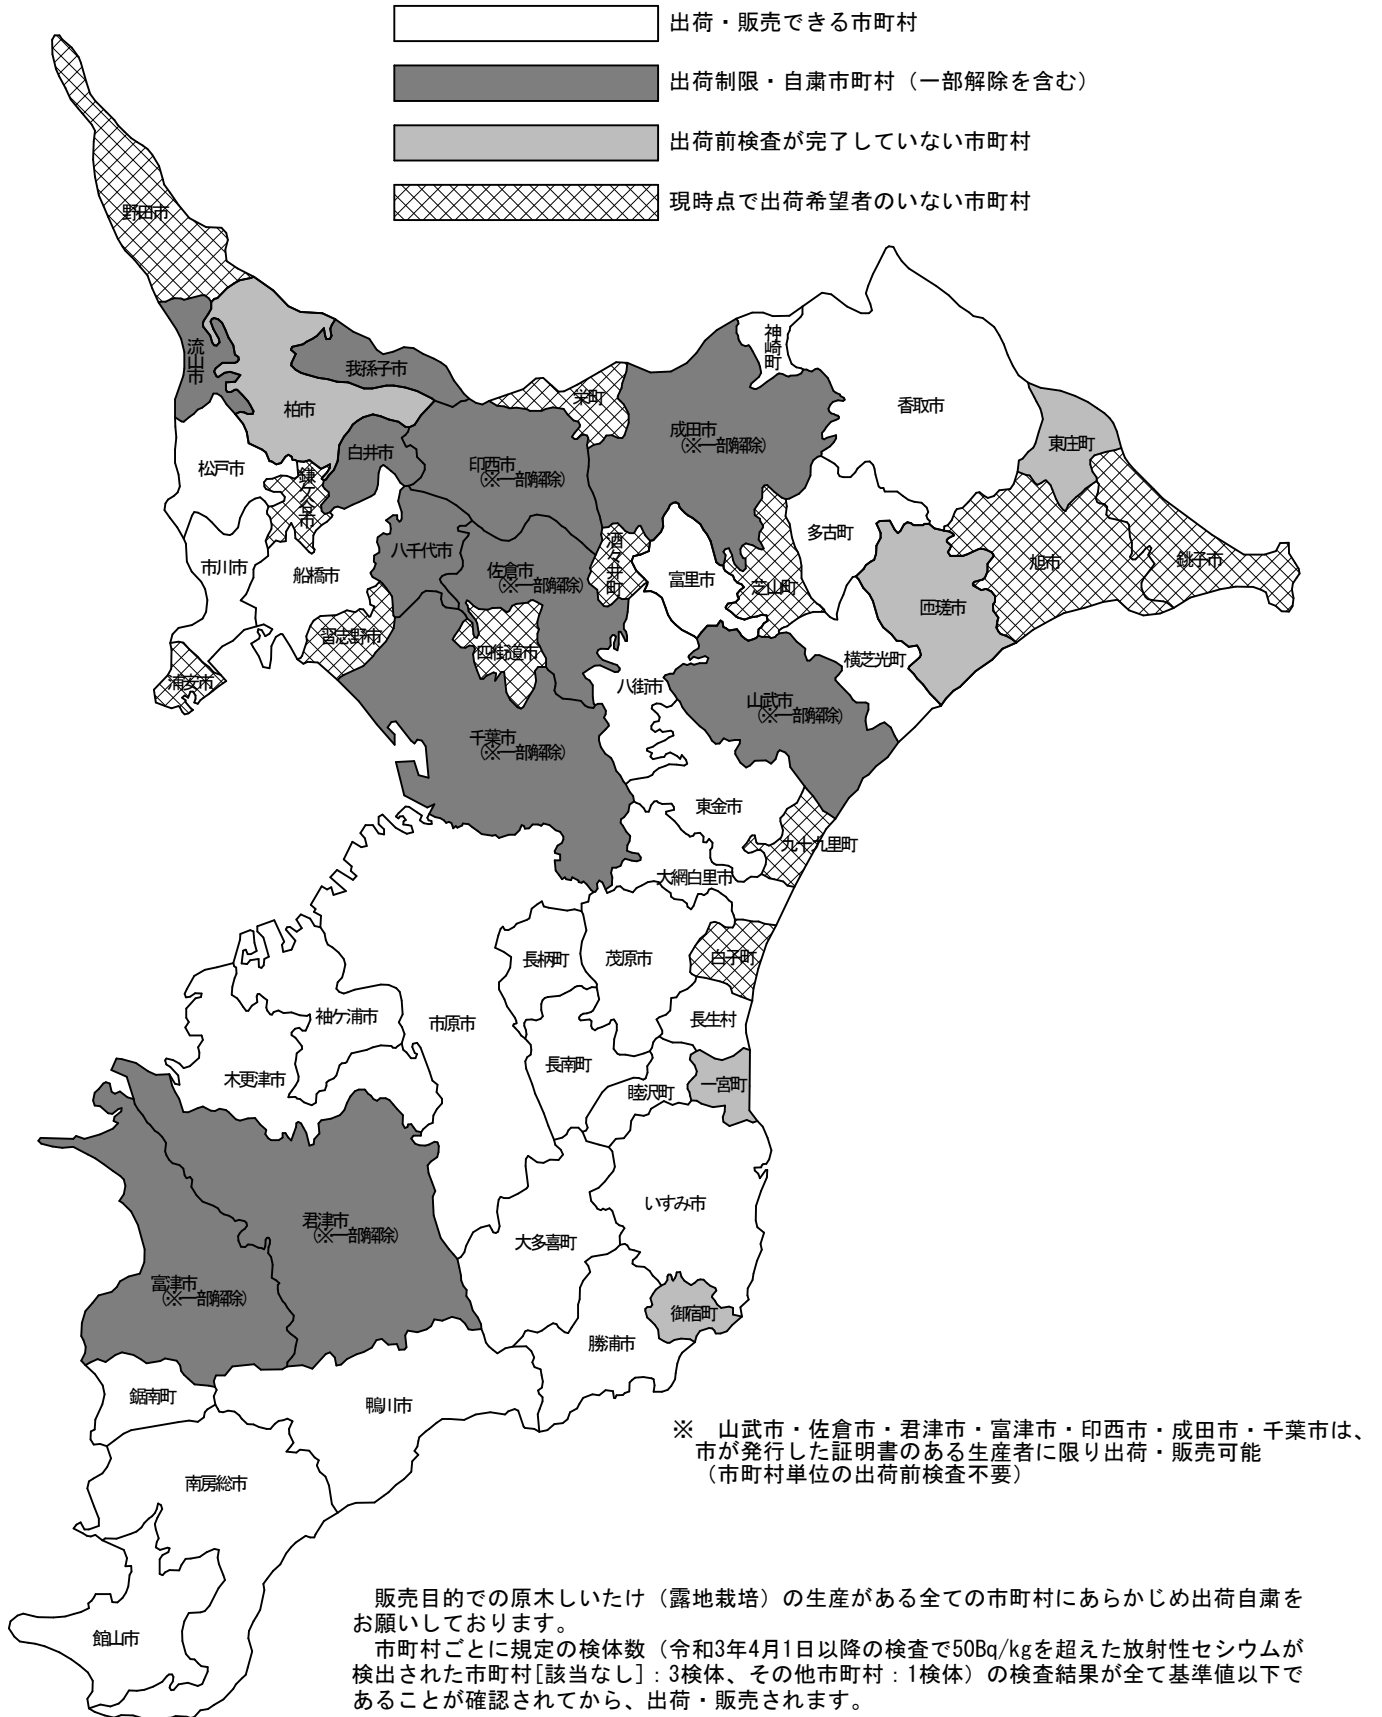 出荷・販売できる市町村
出荷制限・自粛市町村（一部解除を含む）
出荷前検査が完了していない市町村
現時点で出荷希望者のいない市町村
野田市
流山市
我孫子市
柏市
神崎町
栄町
香取市
成田市
（※一部解除）
東庄町
松戸市
白井市
鎌ケ谷市
印西市
（※一部解除）
多古町
八千代市
酒々井町
市川市
船橋市
佐倉市
（※一部解除）
富里市
芝山町
旭市
銚子市
匝瑳市
習志野市
四街道市
横芝光町
浦安市
八街市
山武市
（※一部解除）
千葉市
（※一部解除）
東金市
九十九里町
大網白里市
長柄町
茂原市
白子町
袖ケ浦市
市原市
長生村
長南町
木更津市
睦沢町
一宮町
いすみ市
君津市
（※一部解除）
大多喜町
富津市
（※一部解除）
御宿町
勝浦市
鋸南町
鴨川市
※　山武市・佐倉市・君津市・富津市・印西市・成田市・千葉市は、
市が発行した証明書のある生産者に限り出荷・販売可能
（市町村単位の出荷前検査不要）
南房総市
館山市
販売目的での原木しいたけ（露地栽培）の生産がある全ての市町村にあらかじめ出荷自粛を
お願いしております。
市町村ごとに規定の検体数（令和3年4月1日以降の検査で50Bq/kgを超えた放射性セシウムが
検出された市町村[該当なし]：3検体、その他市町村：1検体）の検査結果が全て基準値以下で
あることが確認されてから、出荷・販売されます。